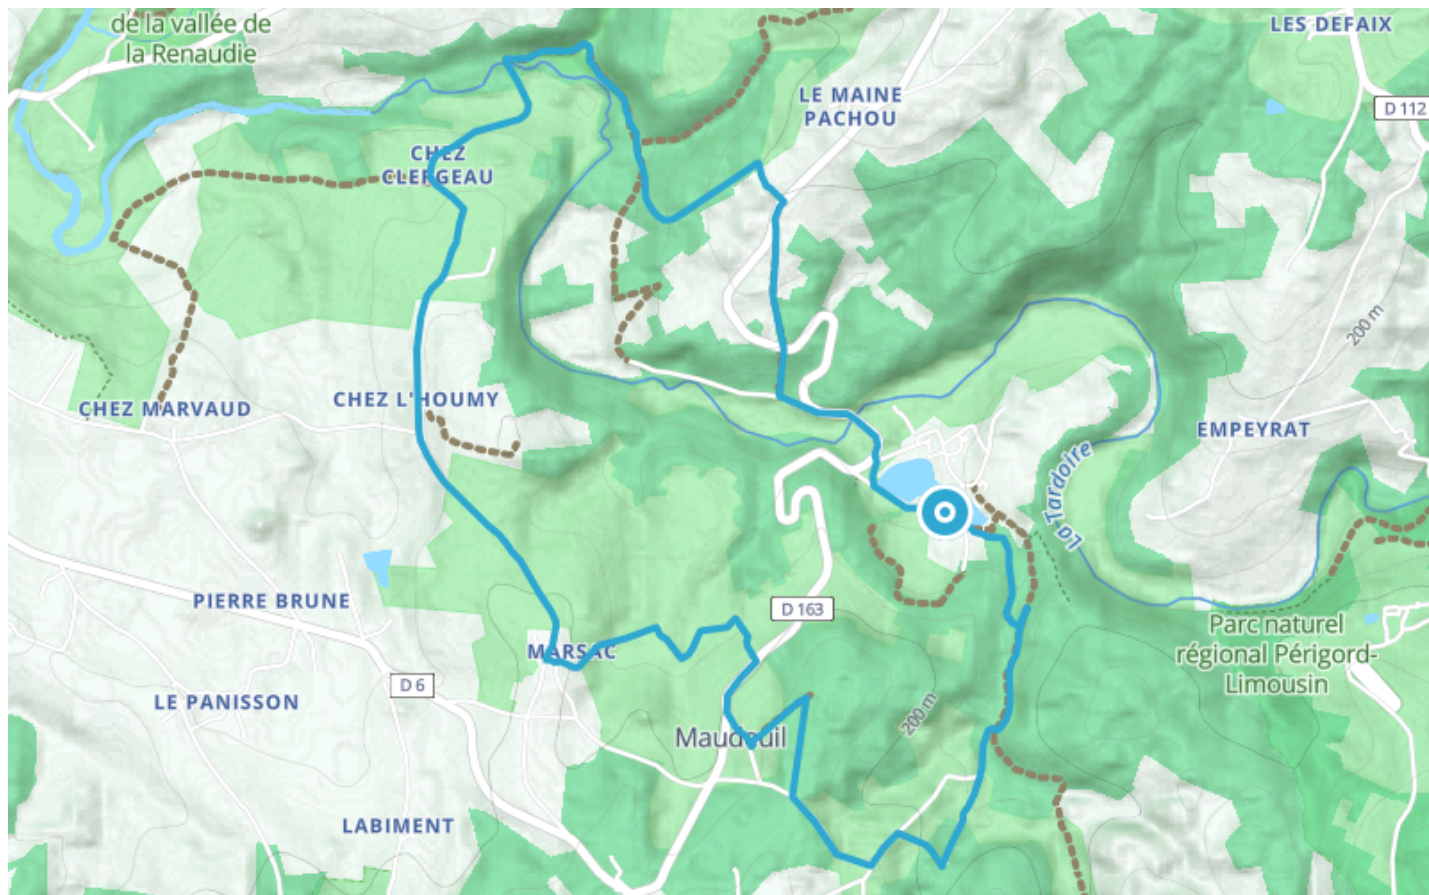 de la vallée de
la Renaudie
LES DEFAIX
LE MAINE
PACHOU
D 112
CHEZ
CLERGEAU
200 m
CHEZ L'HOUMY
CHEZ MARVAUD
EMPEYRAT
La Tardoire
PIERRE BRUNE
D 163
Parc naturel
régional Périgord-
Limousin
MARSAC
D 6
LE PANISSON
200 m
Maudeuil
LABIMENT